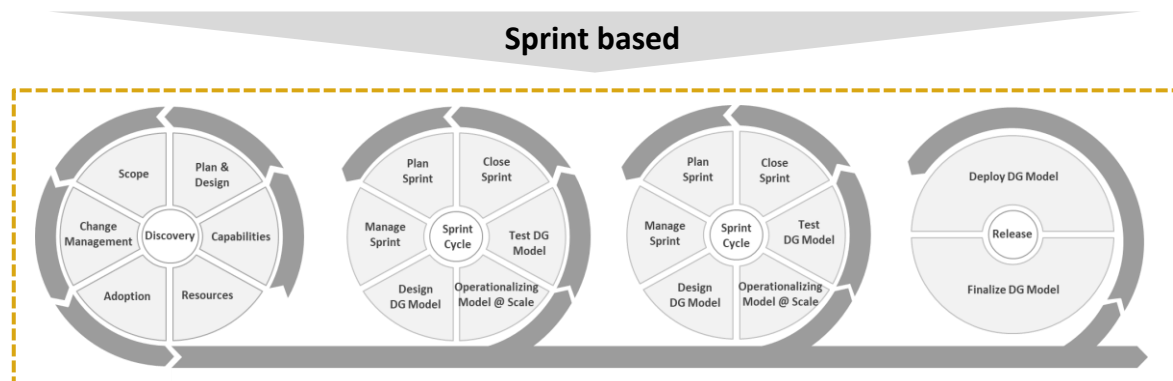 Sprint based
Scope
Plan &
Design
Change
Management
Discovery
Capabilities
Adoption
Resources
Plan
Sprint
Close
Sprint
Manage
Sprint
Sprint
Cycle
Test DG
Model
Design
DG Model
Operationalizing
Model @ Scale
Plan
Sprint
Close
Sprint
Manage
Sprint
Sprint
Cycle
Test
DG Model
Design
DG Model
Operationalizing
Model @ Scale
Deploy DG Model
Release
Finalize DG Model